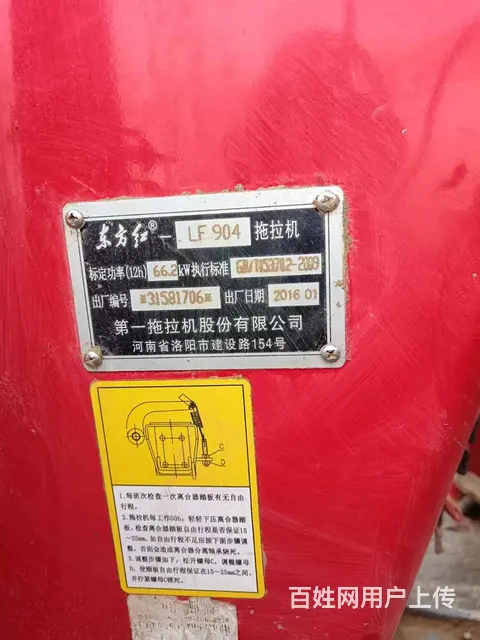 东方红®－LF 904 拖拉机
标定功率(12h) 66.2 kW 执行标准 GB/T15370.2-2009
出厂编号 *31581706* 出厂日期 2016 01
第一拖拉机股份有限公司
河南省洛阳市建设路154号
C
D
1.每班次检查一次离合器踏板有无自由
行程。
2.拖拉机每工作50h，轻轻下压离合器踏
板，检查离合器踏板自由行程是否保证15
～25mm，如自由行程不足应按下面步骤调
整，否则会造成离合器分离轴承烧死。
3.调整步骤如下：松开螺母C，调整螺母
D，使踏板自由行程保证在15～25mm之间，
并拧紧螺母C锁死。
百姓网用户上传